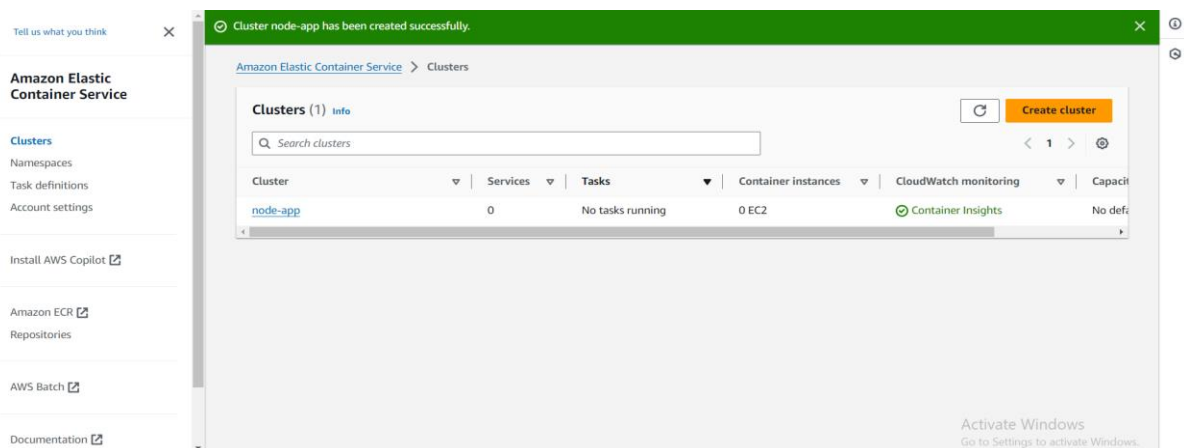 Tell us what you think
Amazon Elastic
Container Service
Clusters
Namespaces
Task definitions
Account settings
Install AWS Copilot
Amazon ECR
Repositories
AWS Batch
Documentation
Cluster node-app has been created successfully.
Amazon Elastic Container Service > Clusters
Clusters (1) Info
Create cluster
Search clusters
< 1 >
Cluster Services Tasks Container instances CloudWatch monitoring Capacit
node-app 0 No tasks running 0 EC2 Container Insights No defa
Activate Windows
Go to Settings to activate Windows.